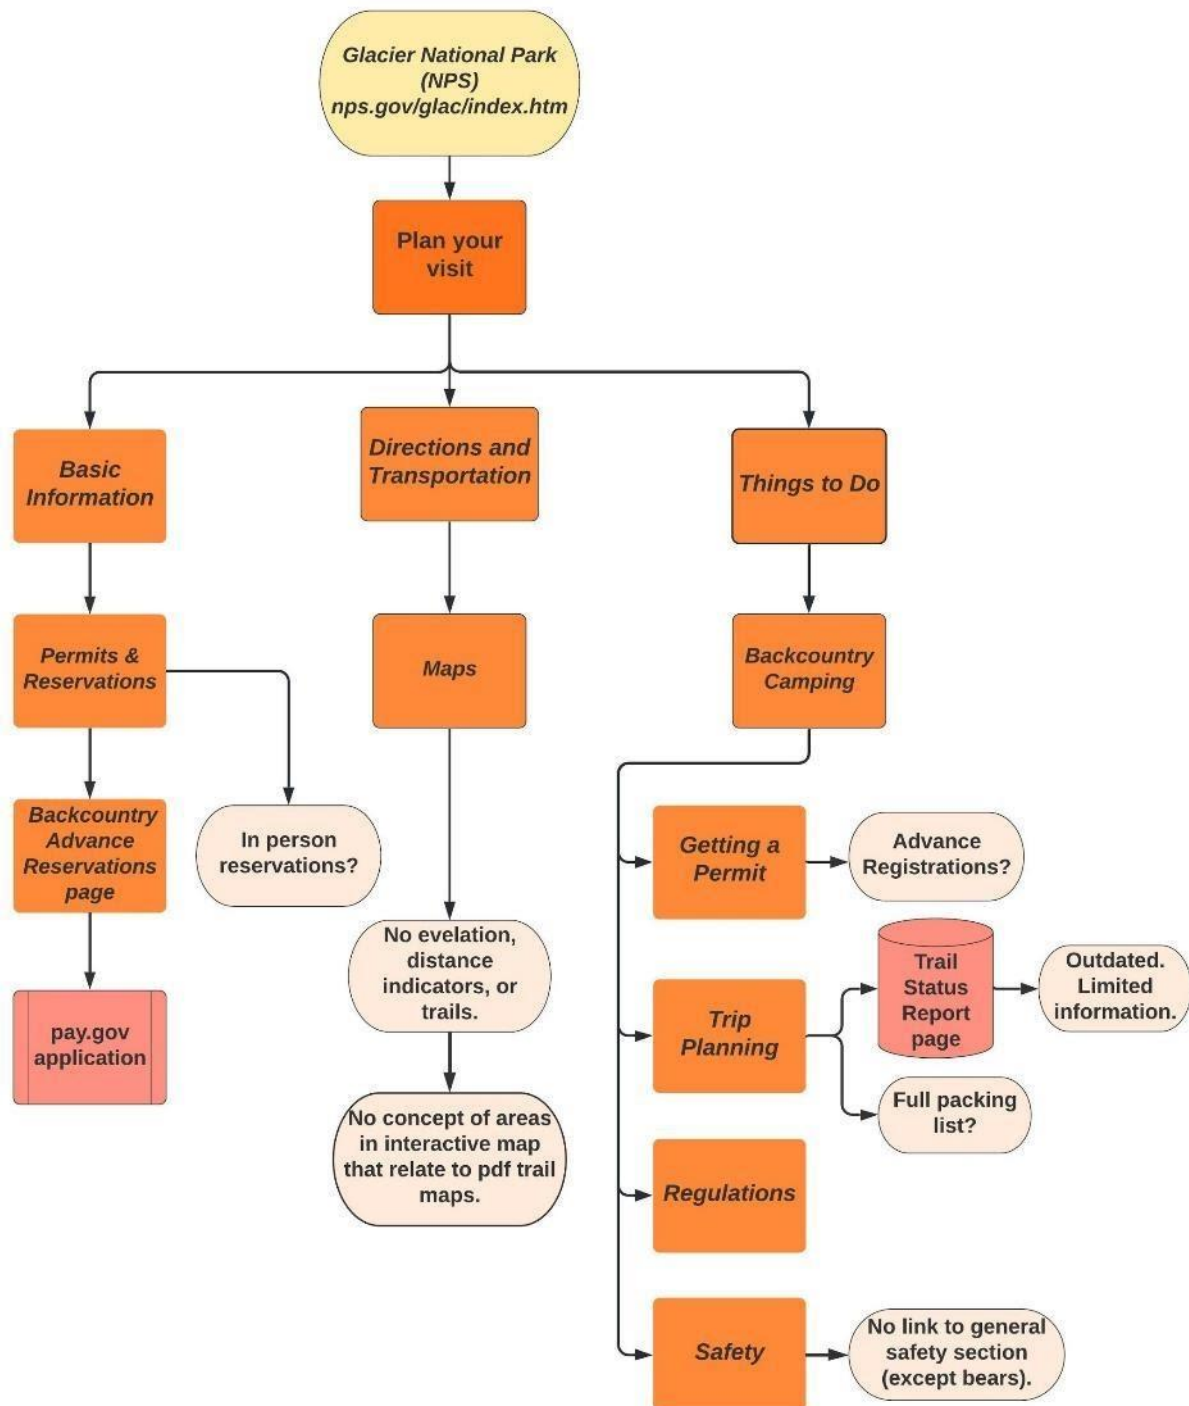 Glacier National Park
(NPS)
nps.gov/glac/index.htm
Plan your
visit
Basic
Information
Directions and
Transportation
Things to Do
Permits &
Reservations
Maps
Backcountry
Camping
Backcountry
Advance
Reservations
page
In person
reservations?
Getting a
Permit
Advance
Registrations?
No evelation,
distance
indicators, or
trails.
Trail
Status
Report
page
Outdated.
Limited
information.
pay.gov
application
Trip
Planning
Full packing
list?
No concept of areas
in interactive map
that relate to pdf trail
maps.
Regulations
Safety
No link to general
safety section
(except bears).